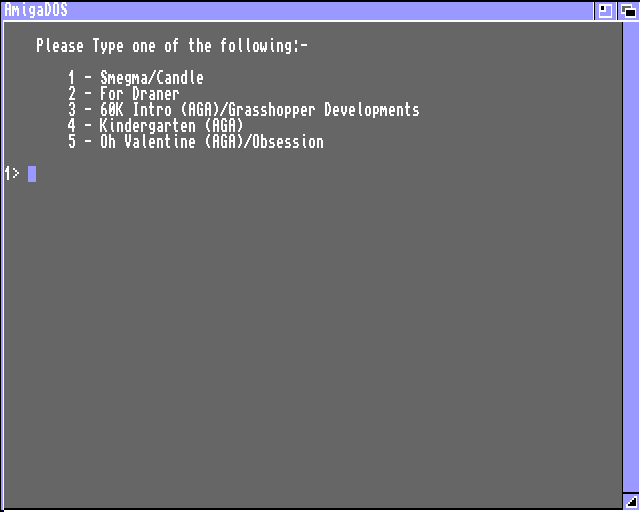 AmigaDOS
Please Type one of the following:-
1 - Smegma/Candle
2 - For Draner
3 - 60K Intro (AGA)/Grasshopper Developments
4 - Kindergarten (AGA)
5 - Oh Valentine (AGA)/Obsession
1>